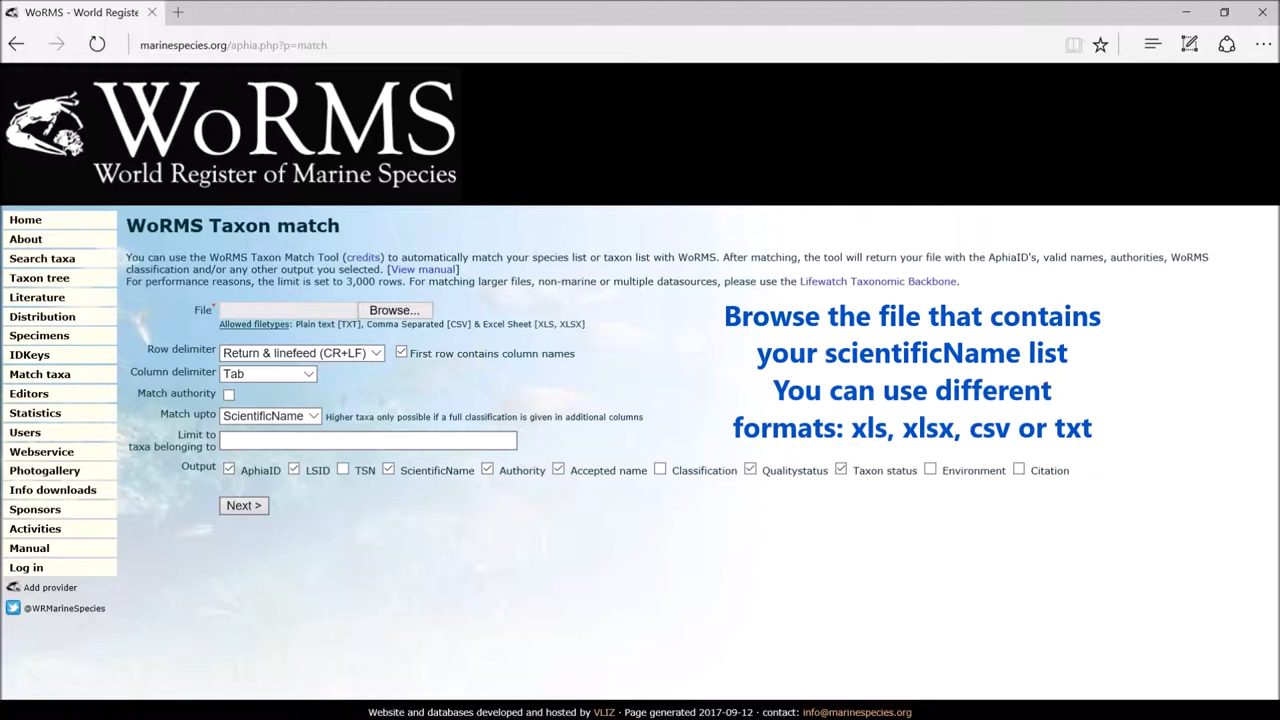 WoRMS - World Registe
marinespecies.org/aphia.php?p=match
WoRMS
World Register of Marine Species
Home
About
Search taxa
Taxon tree
Literature
Distribution
Specimens
IDKeys
Match taxa
Editors
Statistics
Users
Webservice
Photogallery
Info downloads
Sponsors
Activities
Manual
Log in
Add provider
@WRMarineSpecies
WoRMS Taxon match
You can use the WoRMS Taxon Match Tool (credits) to automatically match your species list or taxon list with WoRMS. After matching, the tool will return your file with the AphiaID's, valid names, authorities, WoRMS
classification and/or any other output you selected. [View manual]
For performance reasons, the limit is set to 3,000 rows. For matching larger files, non-marine or multiple datasources, please use the Lifewatch Taxonomic Backbone.
File* Browse...
Allowed filetypes: Plain text [TXT], Comma Separated [CSV] & Excel Sheet [XLS, XLSX]
Row delimiter Return & linefeed (CR+LF) First row contains column names
Column delimiter Tab
Match authority
Match upto ScientificName Higher taxa only possible if a full classification is given in additional columns
Limit to
taxa belonging to
Output AphiaID LSID TSN ScientificName Authority Accepted name Classification Qualitystatus Taxon status Environment Citation
Next >
Browse the file that contains
your scientificName list
You can use different
formats: xls, xlsx, csv or txt
Website and databases developed and hosted by VLIZ · Page generated 2017-09-12 · contact: info@marinespecies.org